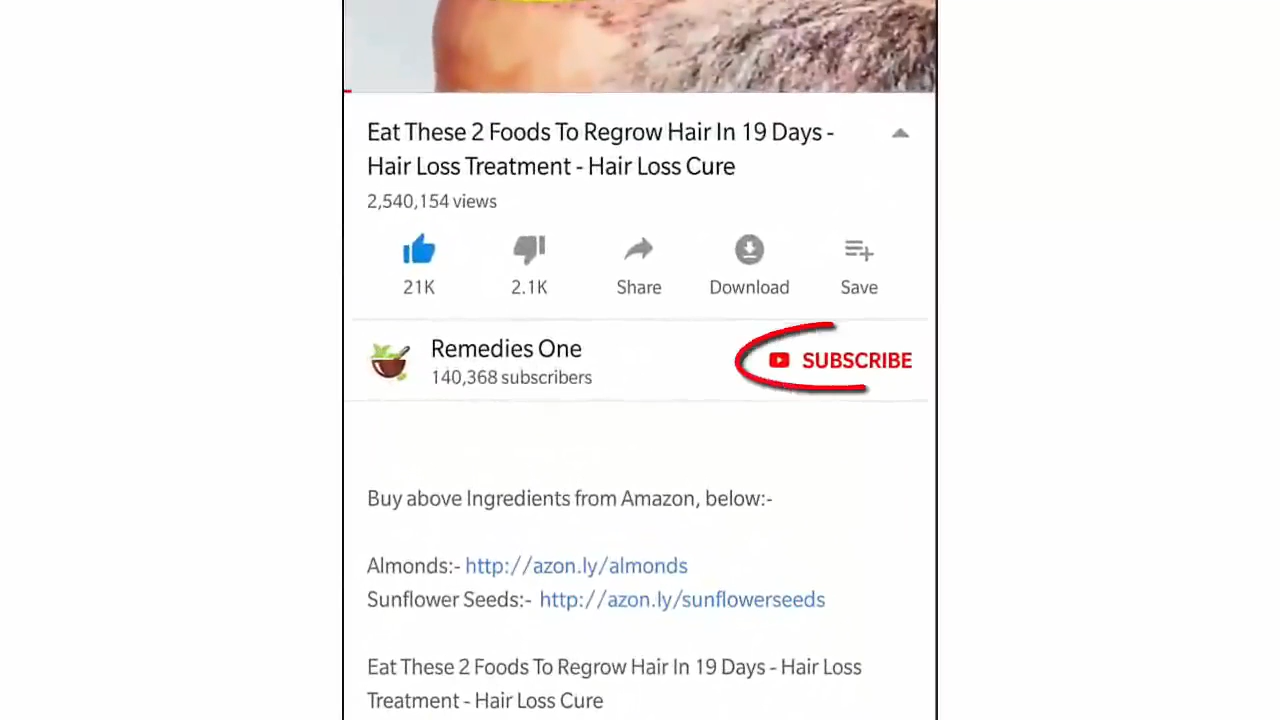 Eat These 2 Foods To Regrow Hair In 19 Days -
Hair Loss Treatment - Hair Loss Cure
2,540,154 views
21K
2.1K
Share
Download
Save
Remedies One
140,368 subscribers
SUBSCRIBE
Buy above Ingredients from Amazon, below:-
Almonds:- http://azon.ly/almonds
Sunflower Seeds:- http://azon.ly/sunflowerseeds
Eat These 2 Foods To Regrow Hair In 19 Days - Hair Loss
Treatment - Hair Loss Cure